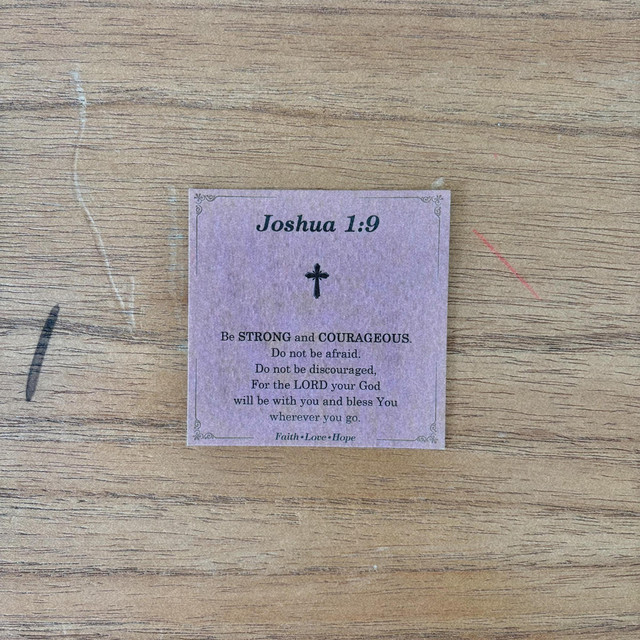 Joshua 1:9
Be STRONG and COURAGEOUS.
Do not be afraid.
Do not be discouraged,
For the LORD your God
will be with you and bless You
wherever you go.
Faith•Love•Hope